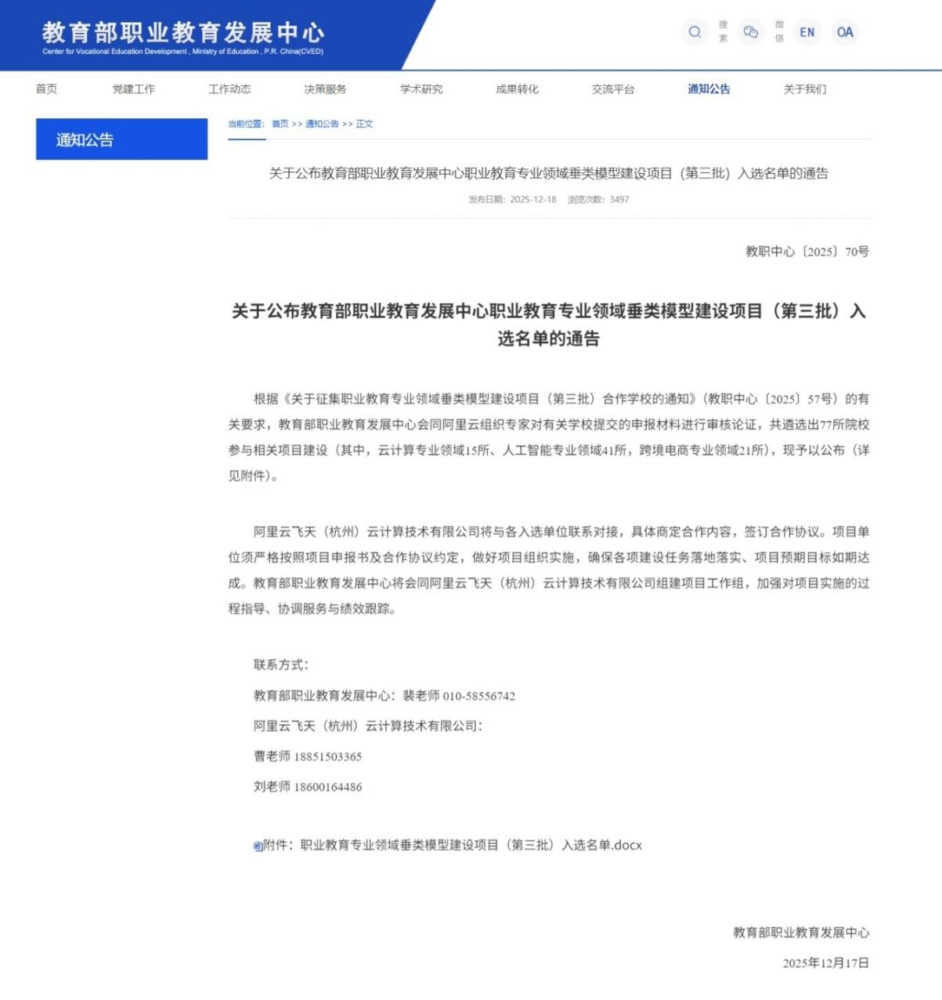 教育部职业教育发展中心
Center for Vocational Education Development , Ministry of Education , P.R. China(CVED)
搜索
微信
EN
OA
首页 党建工作 工作动态 决策服务 学术研究 成果转化 交流平台 通知公告 关于我们
通知公告
当前位置： 首页 >> 通知公告 >> 正文
关于公布教育部职业教育发展中心职业教育专业领域垂类模型建设项目（第三批）入选名单的通告
发布日期：2025-12-18 浏览次数：3497
教职中心〔2025〕70号
关于公布教育部职业教育发展中心职业教育专业领域垂类模型建设项目（第三批）入
选名单的通告
根据《关于征集职业教育专业领域垂类模型建设项目（第三批）合作学校的通知》（教职中心〔2025〕57号）的有
关要求，教育部职业教育发展中心会同阿里云组织专家对有关学校提交的申报材料进行审核论证，共遴选出77所院校
参与相关项目建设（其中，云计算专业领域15所、人工智能专业领域41所，跨境电商专业领域21所），现予以公布（详
见附件）。
阿里云飞天（杭州）云计算技术有限公司将与各入选单位联系对接，具体商定合作内容，签订合作协议。项目单
位须严格按照项目申报书及合作协议约定，做好项目组织实施，确保各项建设任务落地落实、项目预期目标如期达
成。教育部职业教育发展中心将会同阿里云飞天（杭州）云计算技术有限公司组建项目工作组，加强对项目实施的过
程指导、协调服务与绩效跟踪。
联系方式：
教育部职业教育发展中心：裴老师 010-58556742
阿里云飞天（杭州）云计算技术有限公司：
曹老师 18851503365
刘老师 18600164486
附件：职业教育专业领域垂类模型建设项目（第三批）入选名单.docx
教育部职业教育发展中心
2025年12月17日